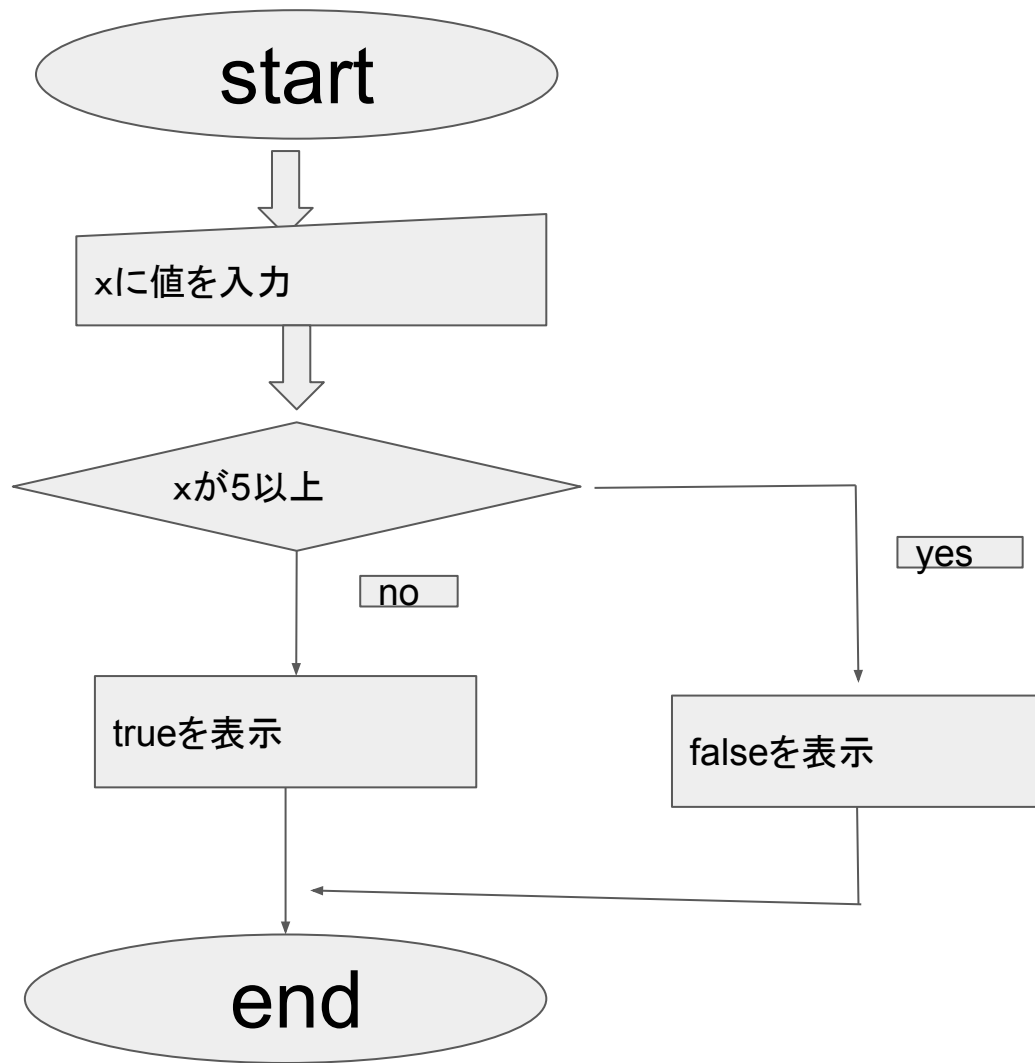 start
xに値を入力
xが5以上
yes
no
trueを表示
falseを表示
end